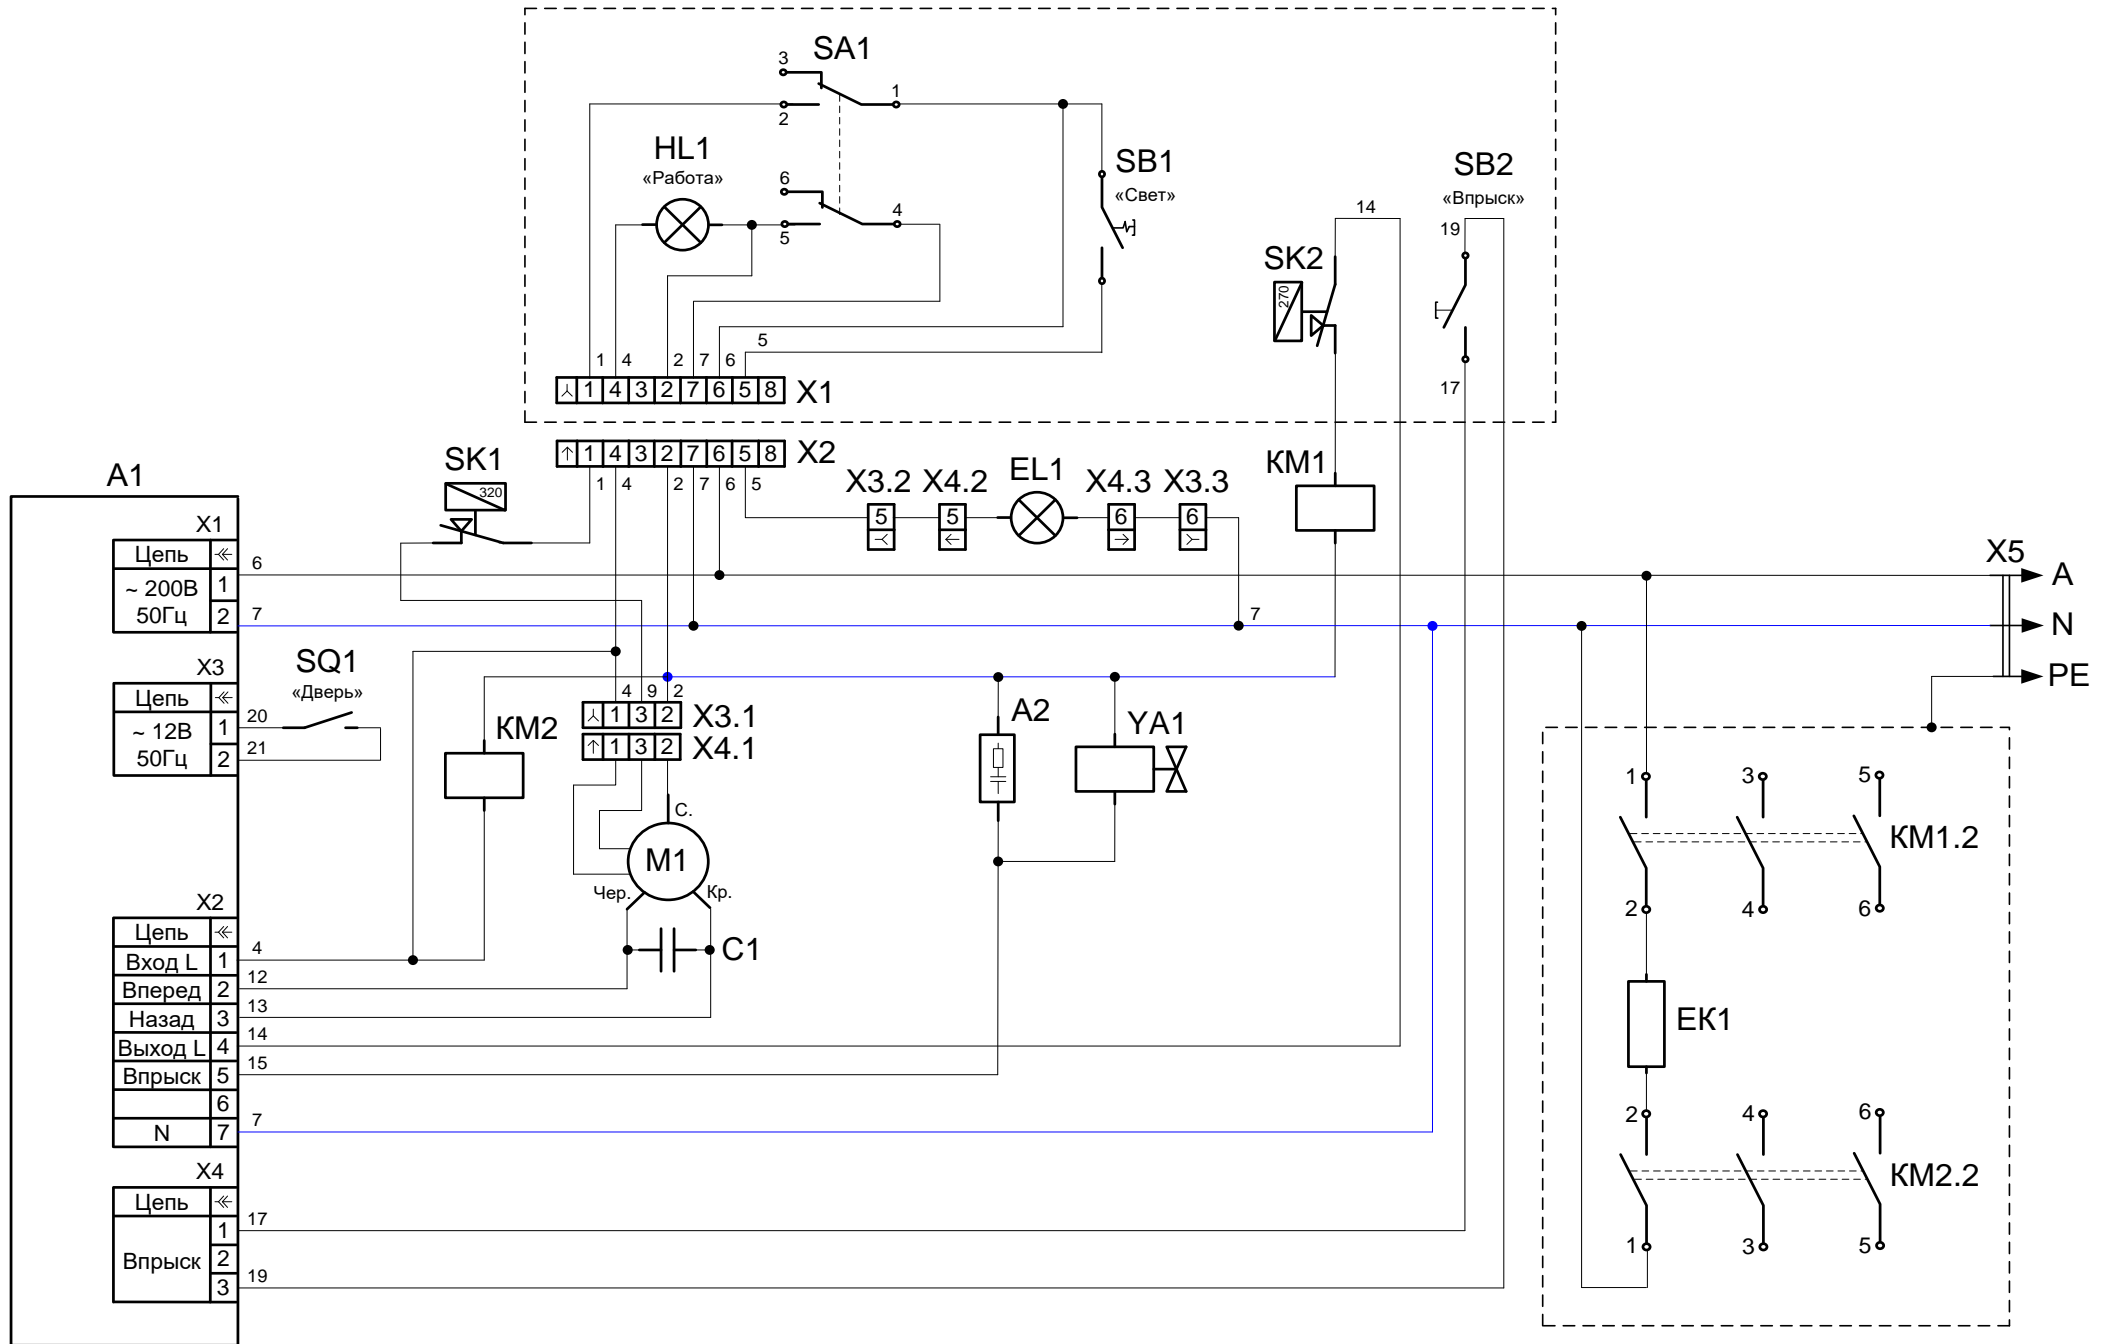 SA1
3
1
2
HL1
«Работа»
6
4
5
SB1
«Свет»
SB2
«Впрыск»
14
19
SK2
270
5
1 4 2 7 6
1 4 3 2 7 6 5 8 X1
17
1 4 3 2 7 6 5 8 X2
1 4 2 7 6 5
SK1
320
X3.2 X4.2 EL1 X4.3 X3.3
5 5 6 6
КМ1
A1
X1
Цепь
~ 200В 1
50Гц 2
6
7
7
X5
A
N
PE
X3
Цепь
~ 12В 1
50Гц 2
20
21
SQ1
«Дверь»
4 9 2
1 3 2 X3.1
1 3 2 X4.1
КМ2
A2
YA1
С.
M1
Чер.
Кр.
C1
X2
Цепь
Вход L 1
Вперед 2
Назад 3
Выход L 4
Впрыск 5
6
N 7
4
12
13
14
15
7
X4
Цепь
Впрыск
1
2
3
17
19
1 3 5
КМ1.2
2 4 6
ЕК1
2 4 6
КМ2.2
1 3 5